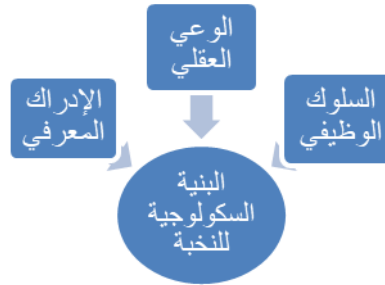 الوعي
العقلي
السلوك
الوظيفي
الإدراك
المعرفي
البنية
السكولوجية
للنخبة